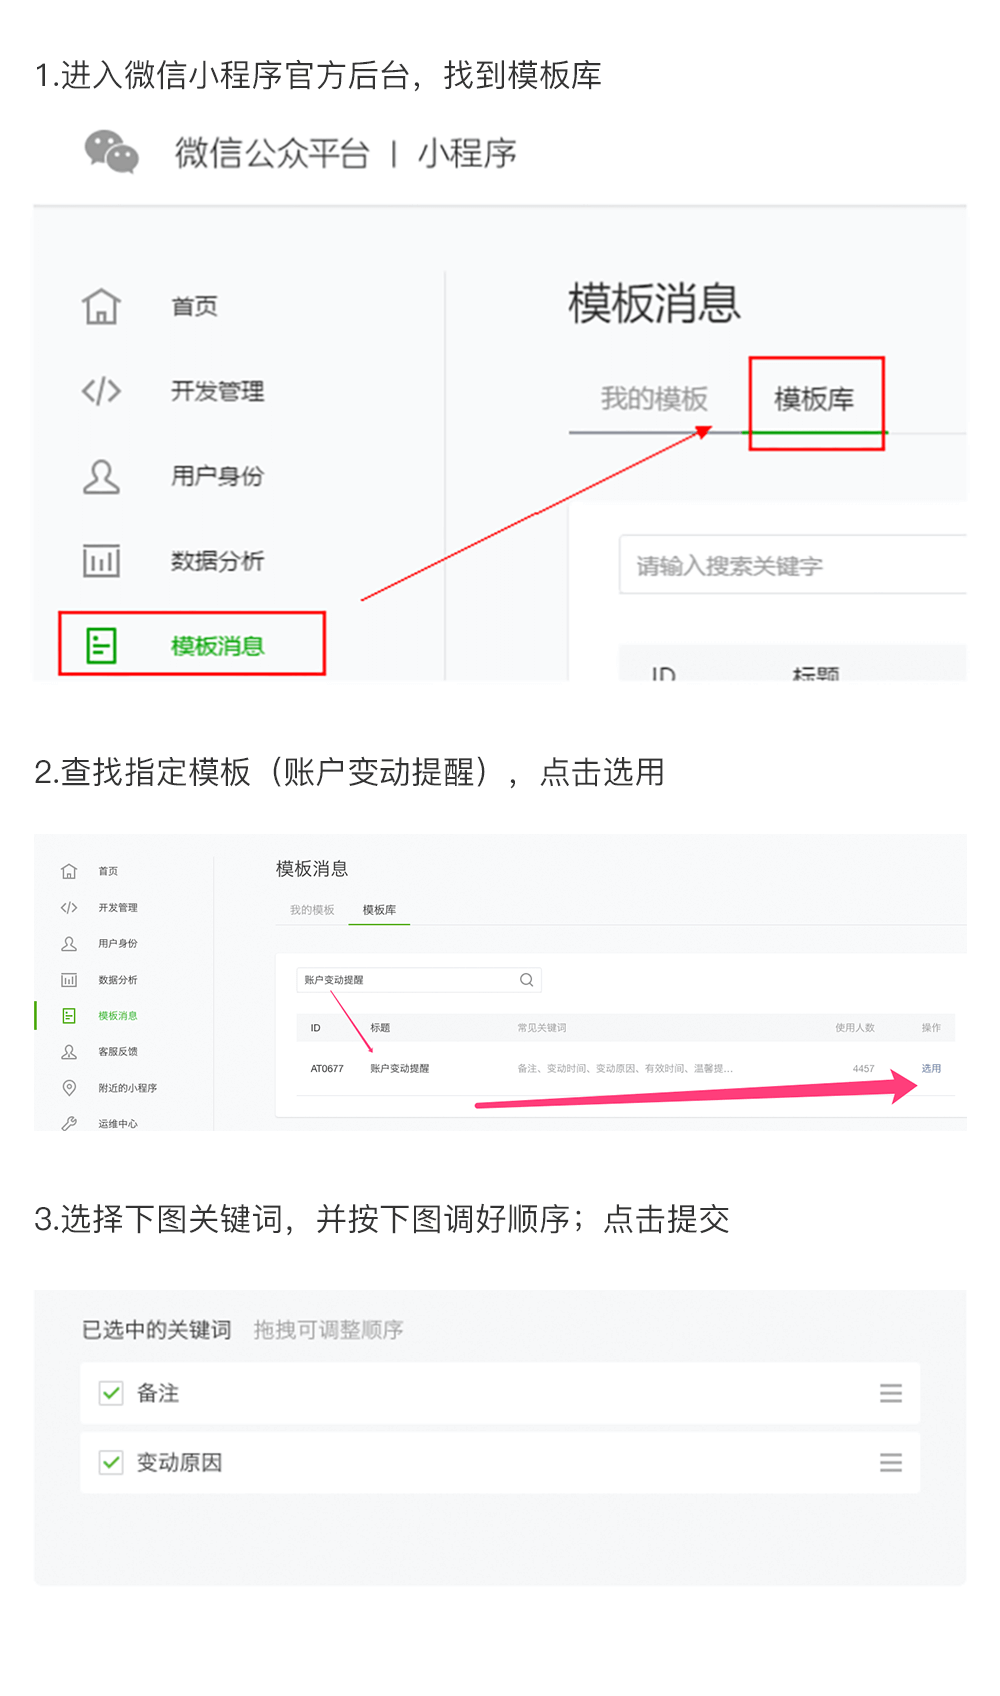 1.进入微信小程序官方后台，找到模板库
微信公众平台 | 小程序
首页
开发管理
用户身份
数据分析
模板消息
模板消息
我的模板 模板库
请输入搜索关键字
ID 标题
2.查找指定模板（账户变动提醒），点击选用
首页
开发管理
用户身份
数据分析
模板消息
客服反馈
附近的小程序
运维中心
模板消息
我的模板 模板库
账户变动提醒
ID 标题 常见关键词 使用人数 操作
AT0677 账户变动提醒 备注、变动时间、变动原因、有效时间、温馨提... 4457 选用
3.选择下图关键词，并按下图调好顺序；点击提交
已选中的关键词 拖拽可调整顺序
备注
变动原因